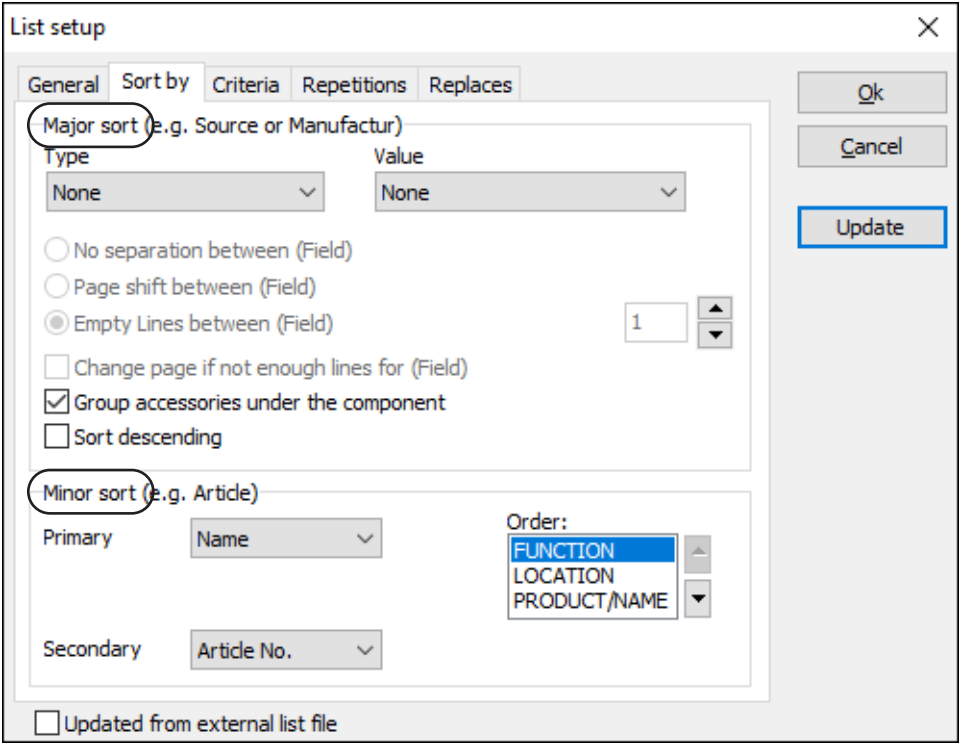 List setup
General Sort by Criteria Repetitions Replaces
Ok
Cancel
Update
Major sort (e.g. Source or Manufactur)
Type Value
None None
No separation between (Field)
Page shift between (Field)
Empty Lines between (Field) 1
Change page if not enough lines for (Field)
Group accessories under the component
Sort descending
Minor sort (e.g. Article)
Primary Name
Order:
FUNCTION
LOCATION
PRODUCT/NAME
Secondary Article No.
Updated from external list file